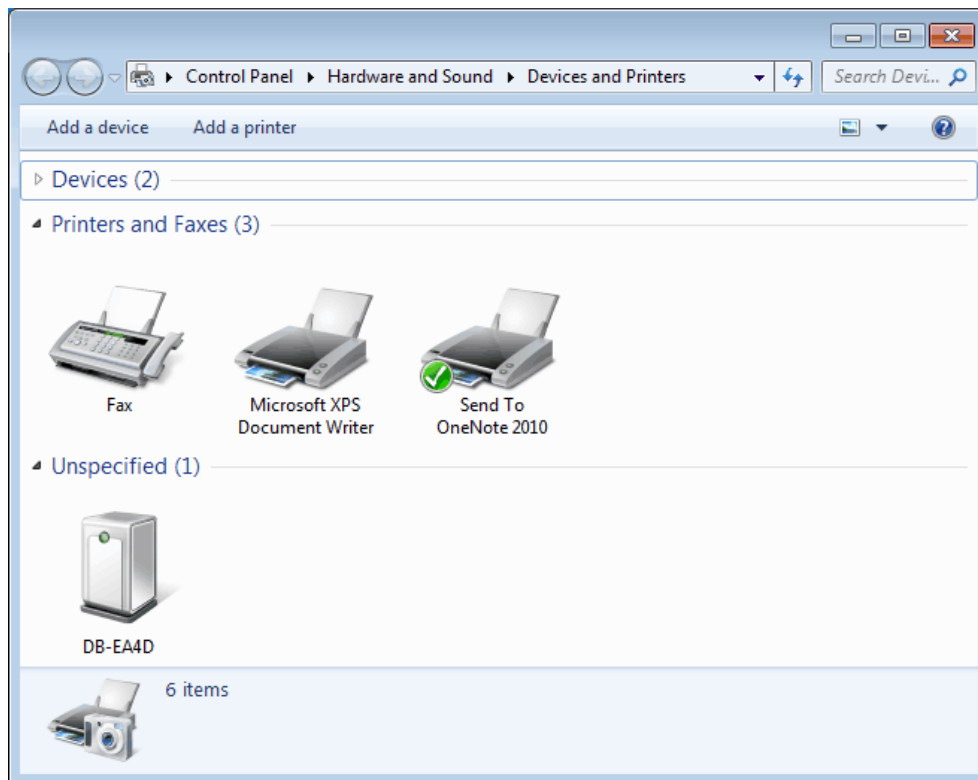 Control Panel Hardware and Sound Devices and Printers Search Devi...
Add a device Add a printer
Devices (2)
Printers and Faxes (3)
Fax
Microsoft XPS
Document Writer
Send To
OneNote 2010
Unspecified (1)
DB-EA4D
6 items